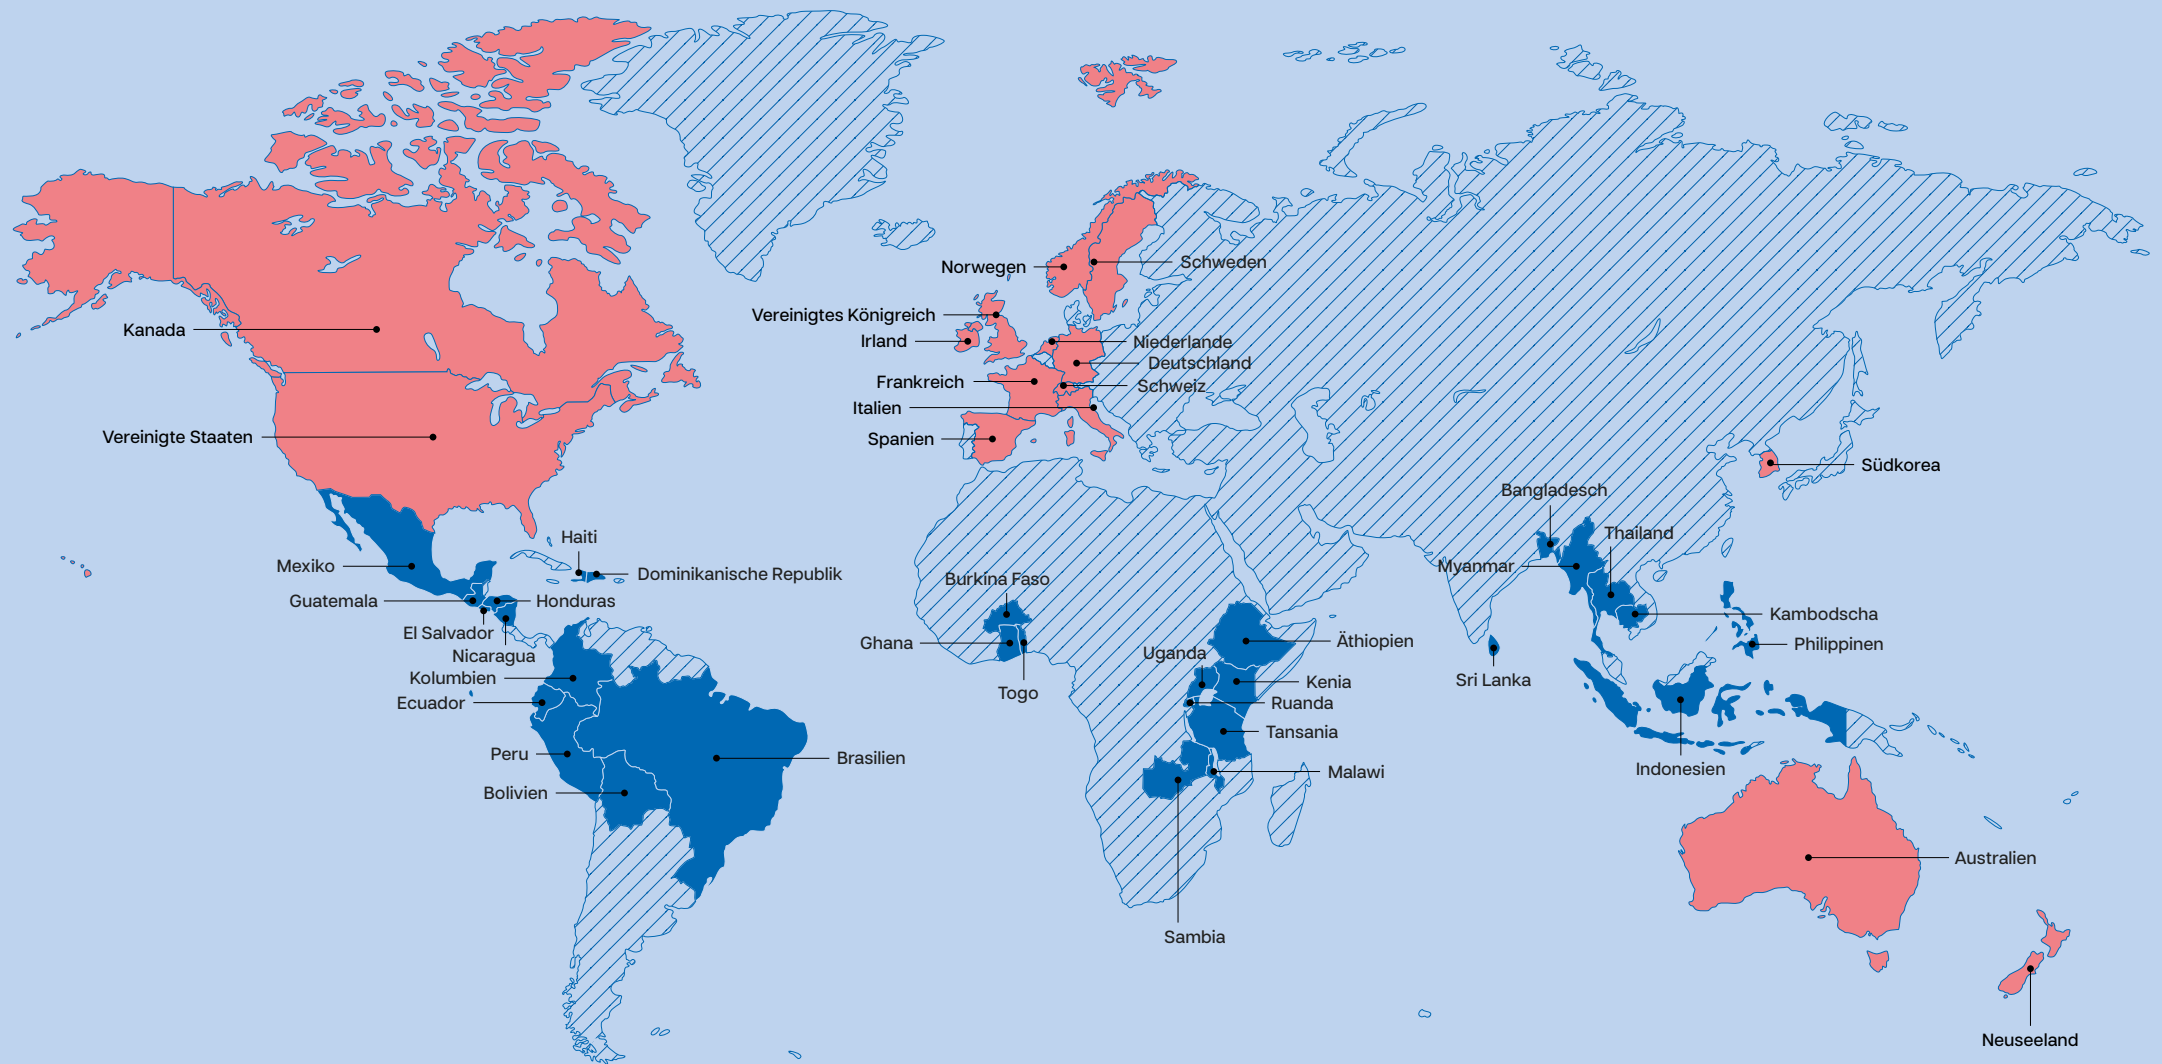 Norwegen
Schweden
Vereinigtes Königreich
Kanada
Irland
Niederlande
Deutschland
Frankreich
Schweiz
Italien
Vereinigte Staaten
Spanien
Südkorea
Bangladesch
Haiti
Thailand
Mexiko
Dominikanische Republik
Myanmar
Burkina Faso
Guatemala
Honduras
Kambodscha
El Salvador
Ghana
Äthiopien
Philippinen
Nicaragua
Uganda
Kolumbien
Kenia
Sri Lanka
Togo
Ecuador
Ruanda
Tansania
Peru
Brasilien
Malawi
Indonesien
Bolivien
Australien
Sambia
Neuseeland